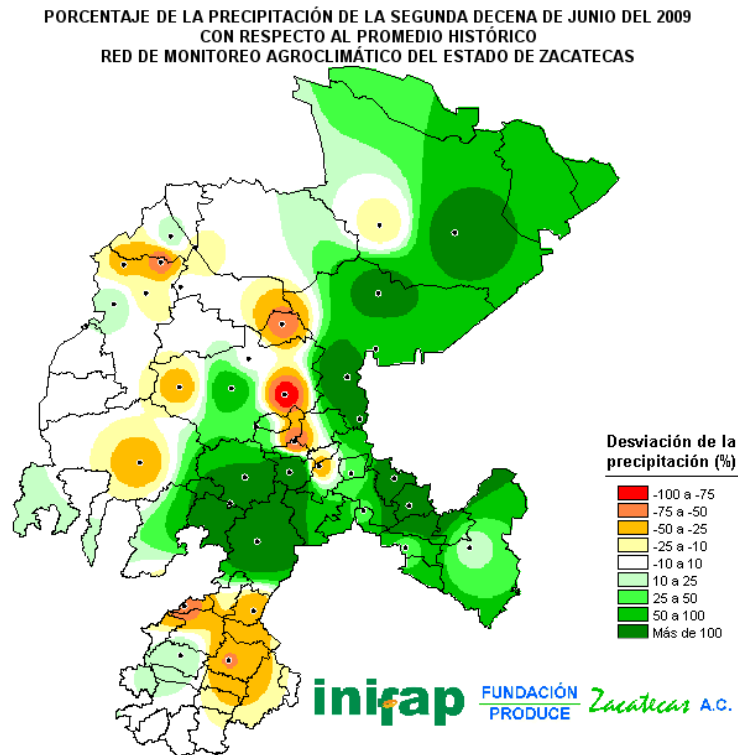 PORCENTAJE DE LA PRECIPITACIÓN DE LA SEGUNDA DECENA DE JUNIO DEL 2009
CON RESPECTO AL PROMEDIO HISTÓRICO
RED DE MONITOREO AGROCLIMÁTICO DEL ESTADO DE ZACATECAS
Desviación de la
precipitación (%)
-100 a -75
-75 a -50
-50 a -25
-25 a -10
-10 a 10
10 a 25
25 a 50
50 a 100
Más de 100
inifap
FUNDACIÓN
PRODUCE
Zacatecas A.C.